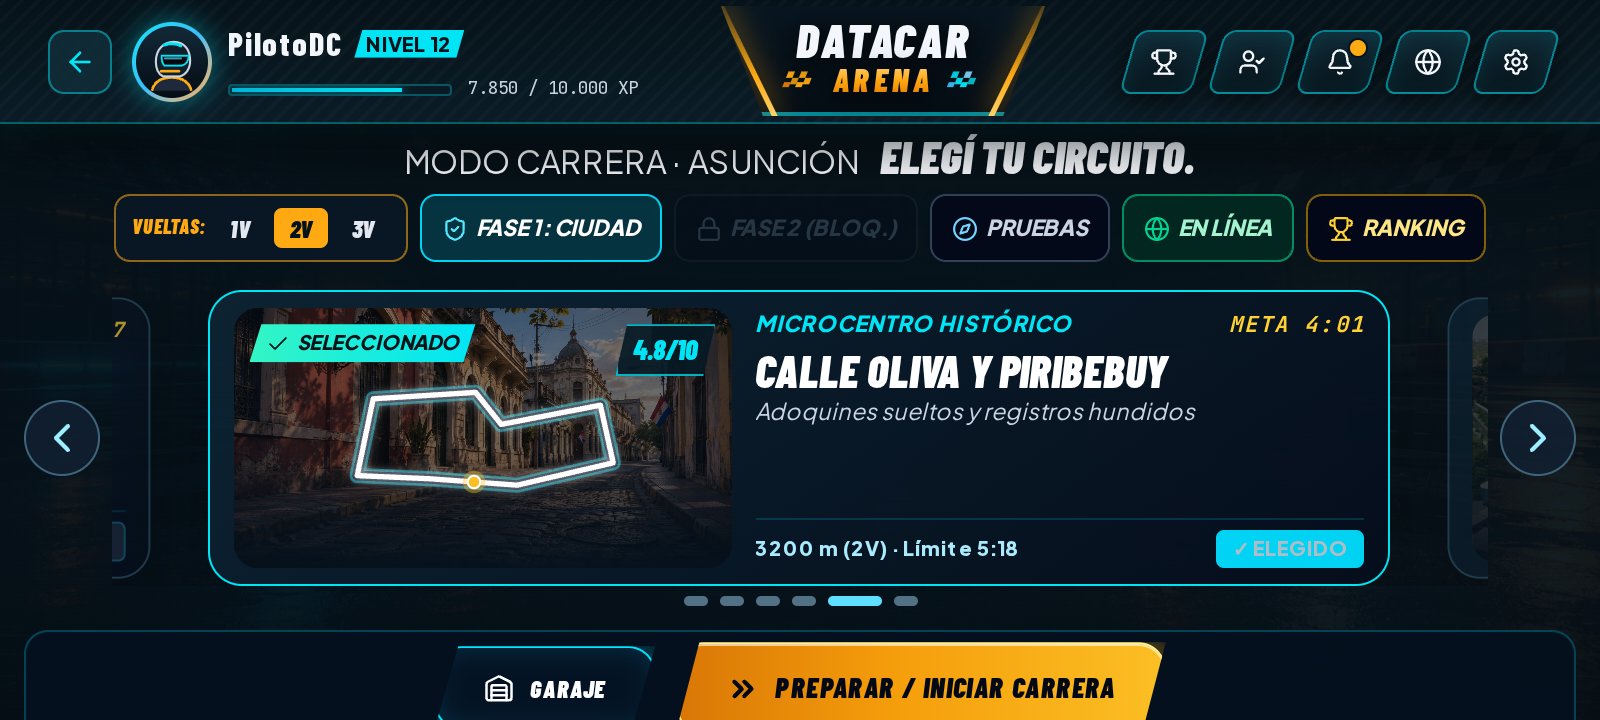 PilotoDC NIVEL 12
7.850 / 10.000 XP
DATACAR
ARENA
MODO CARRERA · ASUNCIÓN ELEGÍ TU CIRCUITO.
VUELTAS: 1V 2V 3V
FASE 1: CIUDAD
FASE 2 (BLOQ.)
PRUEBAS
EN LÍNEA
RANKING
7
✓ SELECCIONADO
4.8/10
MICROCENTRO HISTÓRICO
META 4:01
CALLE OLIVA Y PIRIBEBUY
Adoquines sueltos y registros hundidos
3200 m (2V) · Límite 5:18
✓ ELEGIDO
GARAJE
PREPARAR / INICIAR CARRERA